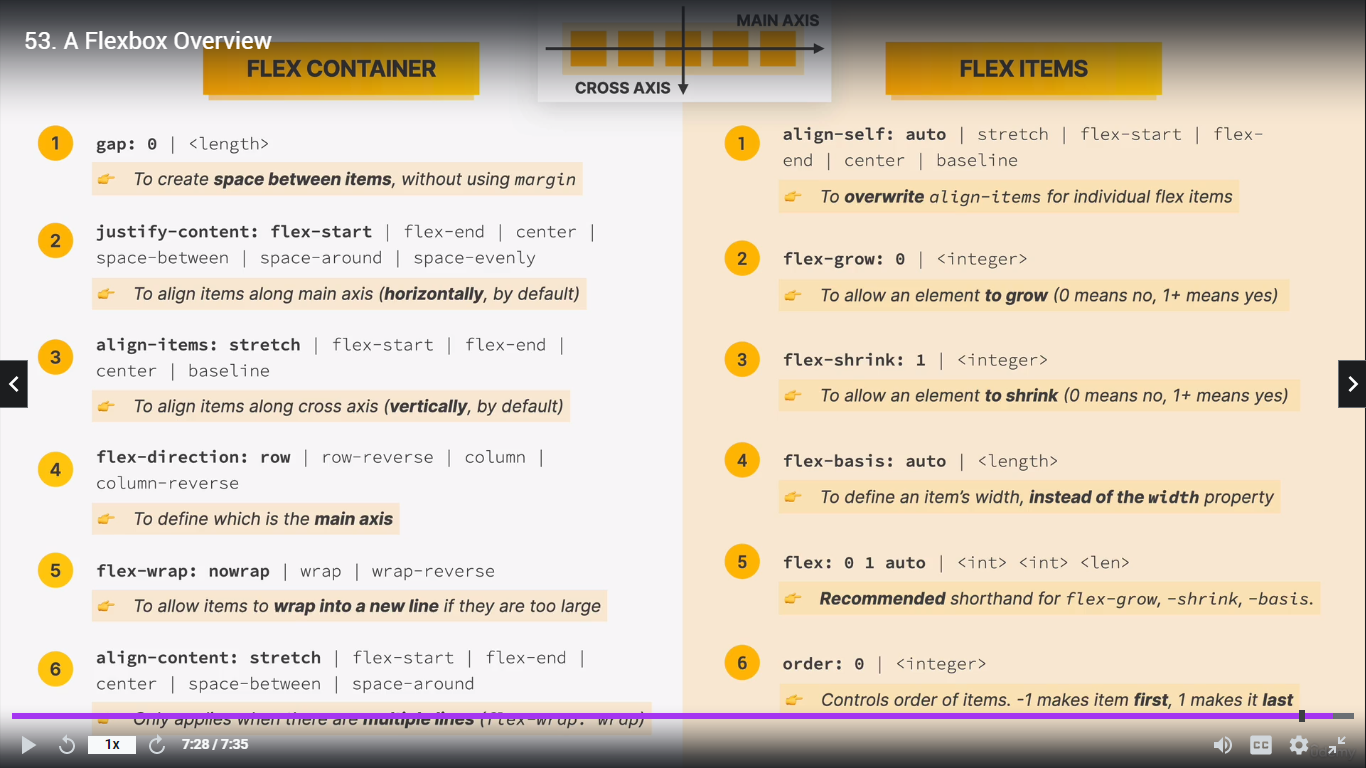 53. A Flexbox Overview
MAIN AXIS
CROSS AXIS
FLEX CONTAINER
1
gap: 0 | <length>
👉 To create space between items, without using margin
2
justify-content: flex-start | flex-end | center |
space-between | space-around | space-evenly
👉 To align items along main axis (horizontally, by default)
3
align-items: stretch | flex-start | flex-end |
center | baseline
👉 To align items along cross axis (vertically, by default)
4
flex-direction: row | row-reverse | column |
column-reverse
👉 To define which is the main axis
5
flex-wrap: nowrap | wrap | wrap-reverse
👉 To allow items to wrap into a new line if they are too large
6
align-content: stretch | flex-start | flex-end |
center | space-between | space-around
👉 Only applies when there are multiple lines (flex-wrap: wrap)
FLEX ITEMS
1
align-self: auto | stretch | flex-start | flex-
end | center | baseline
👉 To overwrite align-items for individual flex items
2
flex-grow: 0 | <integer>
👉 To allow an element to grow (0 means no, 1+ means yes)
3
flex-shrink: 1 | <integer>
👉 To allow an element to shrink (0 means no, 1+ means yes)
4
flex-basis: auto | <length>
👉 To define an item’s width, instead of the width property
5
flex: 0 1 auto | <int> <int> <len>
👉 Recommended shorthand for flex-grow, -shrink, -basis.
6
order: 0 | <integer>
👉 Controls order of items. -1 makes item first, 1 makes it last
1x
7:28 / 7:35
CC